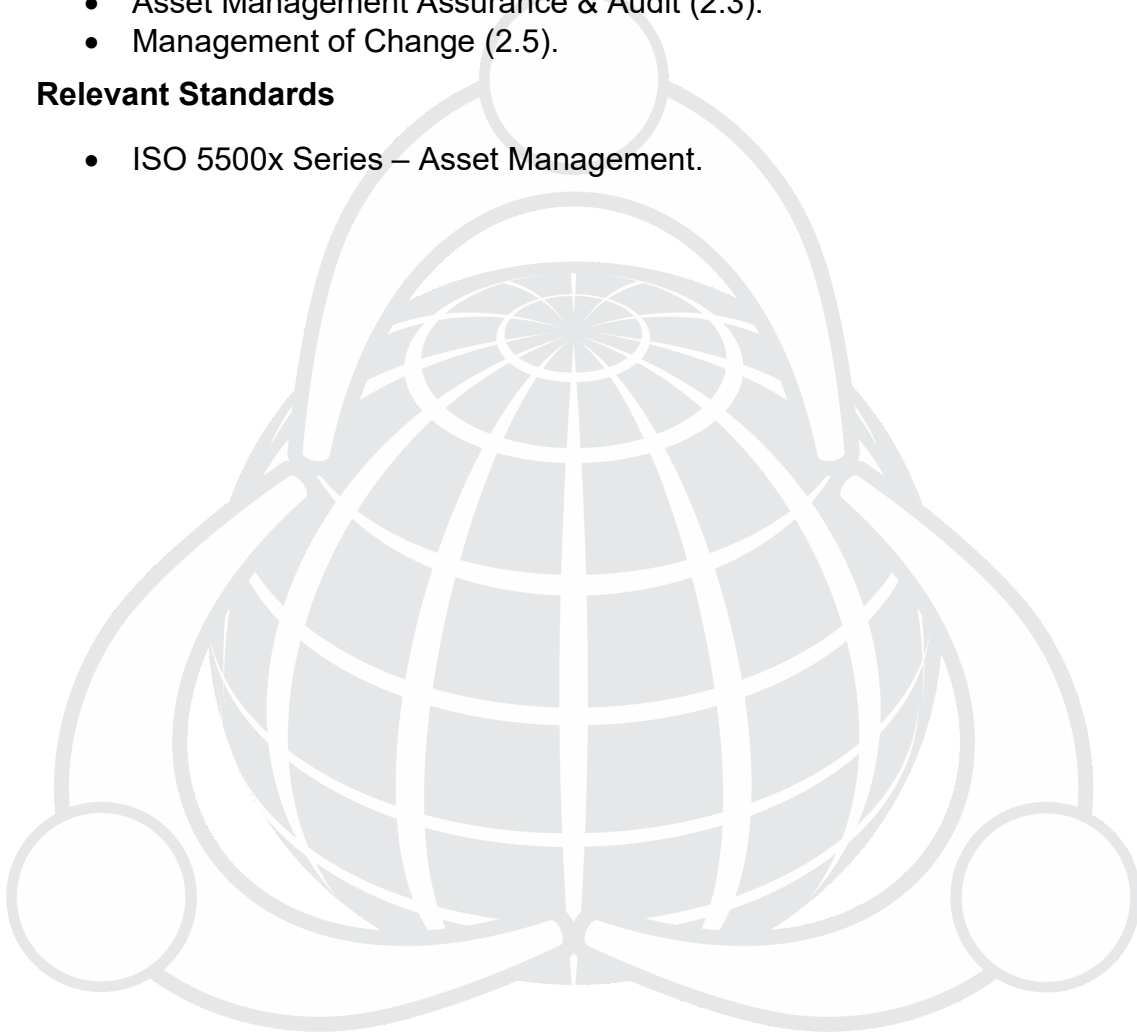 • Asset Management Assurance & Audit (2.3).
• Management of Change (2.5).
Relevant Standards
• ISO 5500x Series – Asset Management.